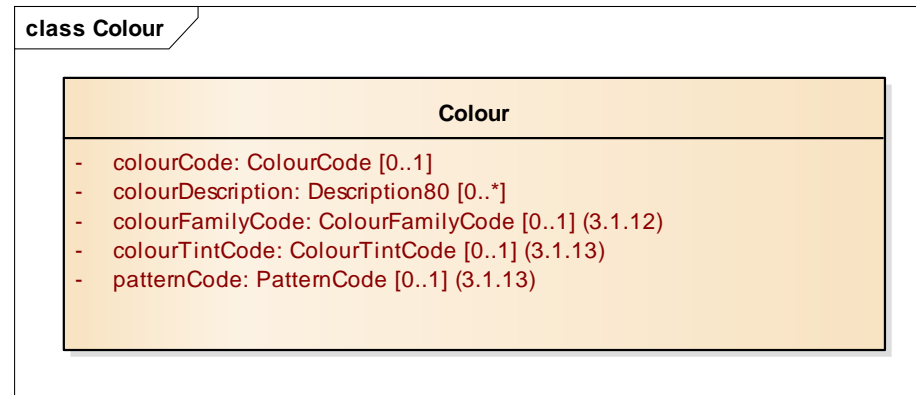 class Colour
Colour
- colourCode: ColourCode [0..1]
- colourDescription: Description80 [0..*]
- colourFamilyCode: ColourFamilyCode [0..1] (3.1.12)
- colourTintCode: ColourTintCode [0..1] (3.1.13)
- patternCode: PatternCode [0..1] (3.1.13)